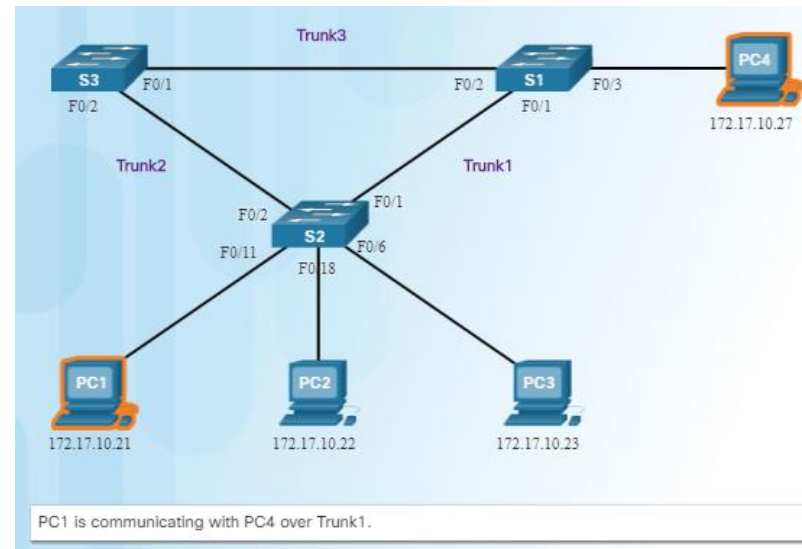 Trunk3
PC4
S3
F0/1
F0/2
S1
F0/3
F0/2
F0/1
172.17.10.27
Trunk2
Trunk1
F0/2
F0/1
S2
F0/11
F0/6
F0/18
PC1
PC2
PC3
172.17.10.21
172.17.10.22
172.17.10.23
PC1 is communicating with PC4 over Trunk1.